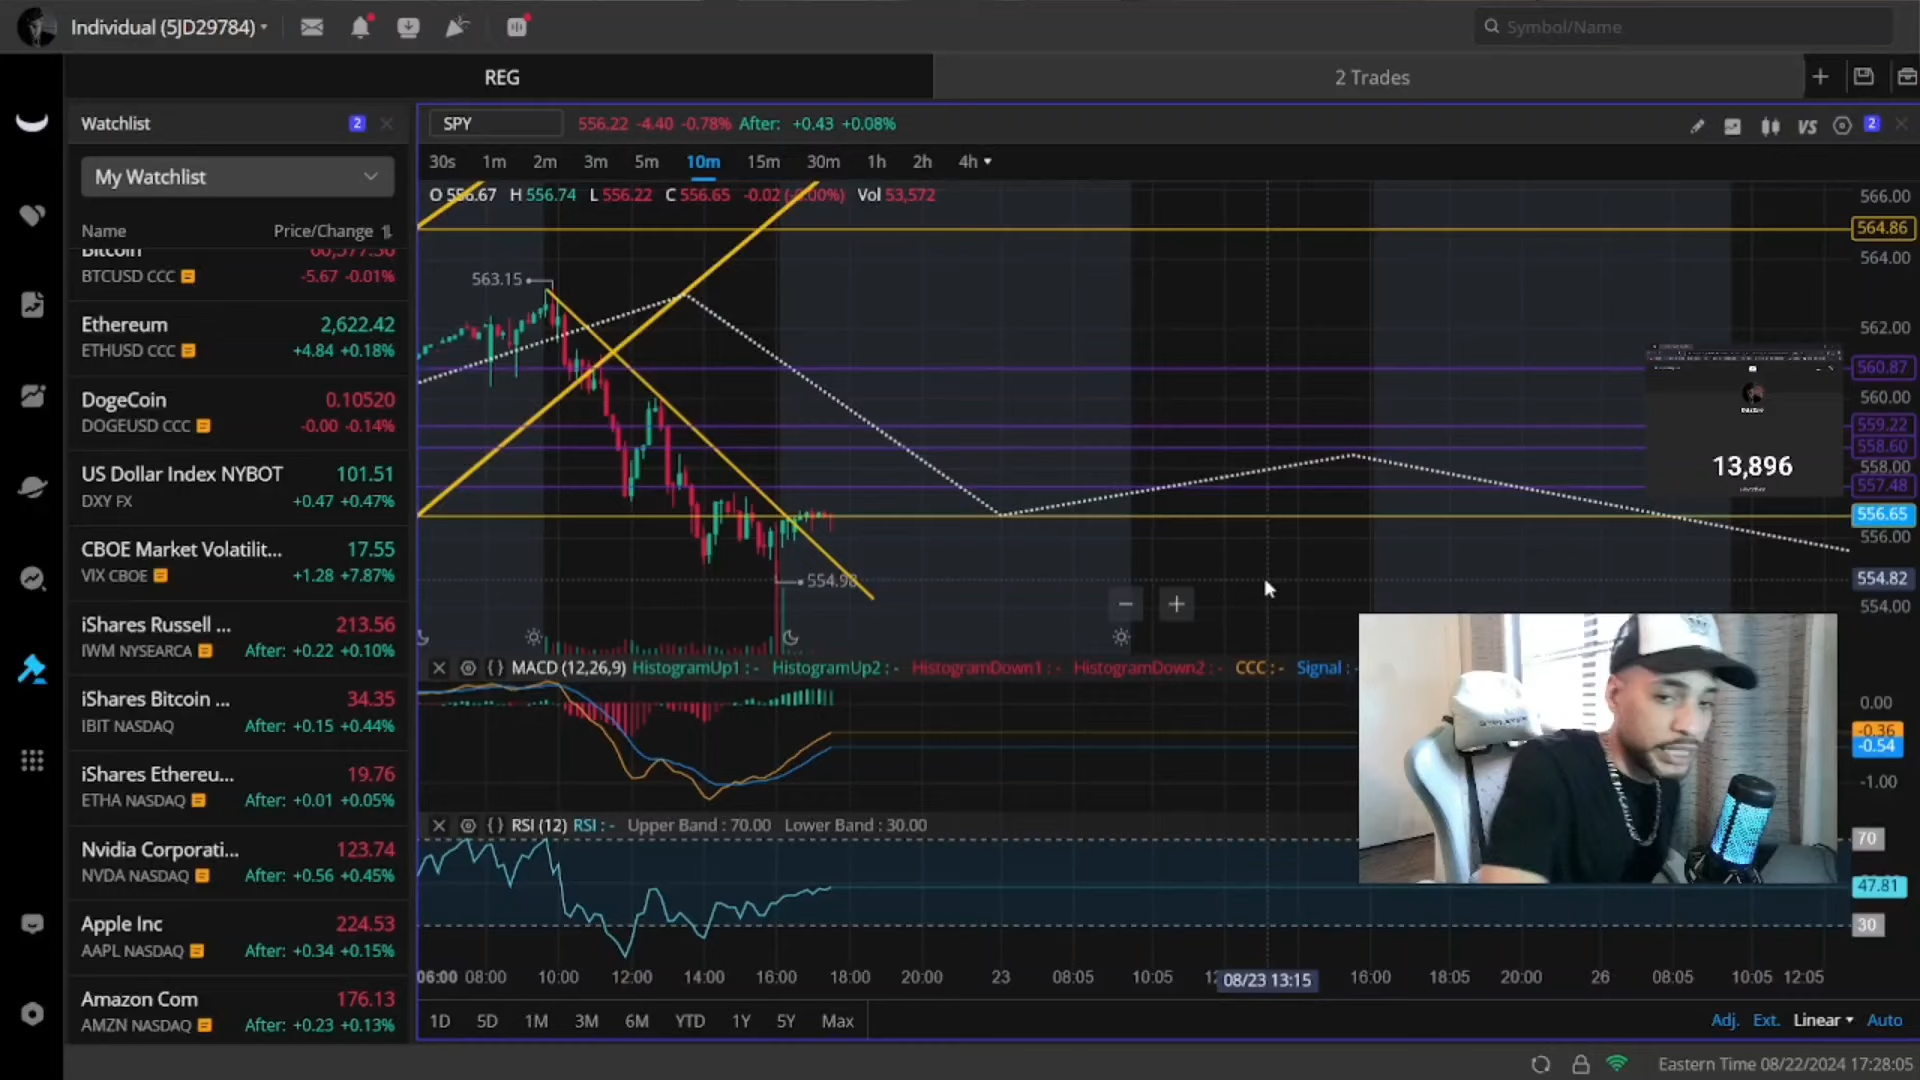 Individual (5JD29784)
Symbol/Name
REG
2 Trades
Watchlist
2
My Watchlist
Name Price/Change
Bitcoin
BTCUSD CCC -5.67 -0.01%
Ethereum 2,622.42
ETHUSD CCC +4.84 +0.18%
DogeCoin 0.10520
DOGEUSD CCC -0.00 -0.14%
US Dollar Index NYBOT 101.51
DXY FX +0.47 +0.47%
CBOE Market Volatilit... 17.55
VIX CBOE +1.28 +7.87%
iShares Russell ... 213.56
IWM NYSEARCA After: +0.22 +0.10%
iShares Bitcoin ... 34.35
IBIT NASDAQ After: +0.15 +0.44%
iShares Ethereu... 19.76
ETHA NASDAQ After: +0.01 +0.05%
Nvidia Corporati... 123.74
NVDA NASDAQ After: +0.56 +0.45%
Apple Inc 224.53
AAPL NASDAQ After: +0.34 +0.15%
Amazon Com 176.13
AMZN NASDAQ After: +0.23 +0.13%
SPY 556.22 -4.40 -0.78% After: +0.43 +0.08%
VS 2
30s 1m 2m 3m 5m 10m 15m 30m 1h 2h 4h
O 556.67 H 556.74 L 556.22 C 556.65 -0.02 (-0.00%) Vol 53,572
566.00
564.86
564.00
563.15
562.00
560.87
560.00
559.22
558.60
558.00
557.48
13,896
556.65
556.00
554.98
554.82
554.00
MACD (12,26,9) HistogramUp1 : - HistogramUp2 : - HistogramDown1 : - HistogramDown2 : - CCC : - Signal : -
0.00
-0.36
-0.54
-1.00
RSI (12) RSI : - Upper Band : 70.00 Lower Band : 30.00
70
47.81
30
06:00 08:00 10:00 12:00 14:00 16:00 18:00 20:00 23 08:05 10:05 08/23 13:15 16:00 18:05 20:00 26 08:05 10:05 12:05
1D 5D 1M 3M 6M YTD 1Y 5Y Max
Adj. Ext. Linear Auto
Eastern Time 08/22/2024 17:28:05